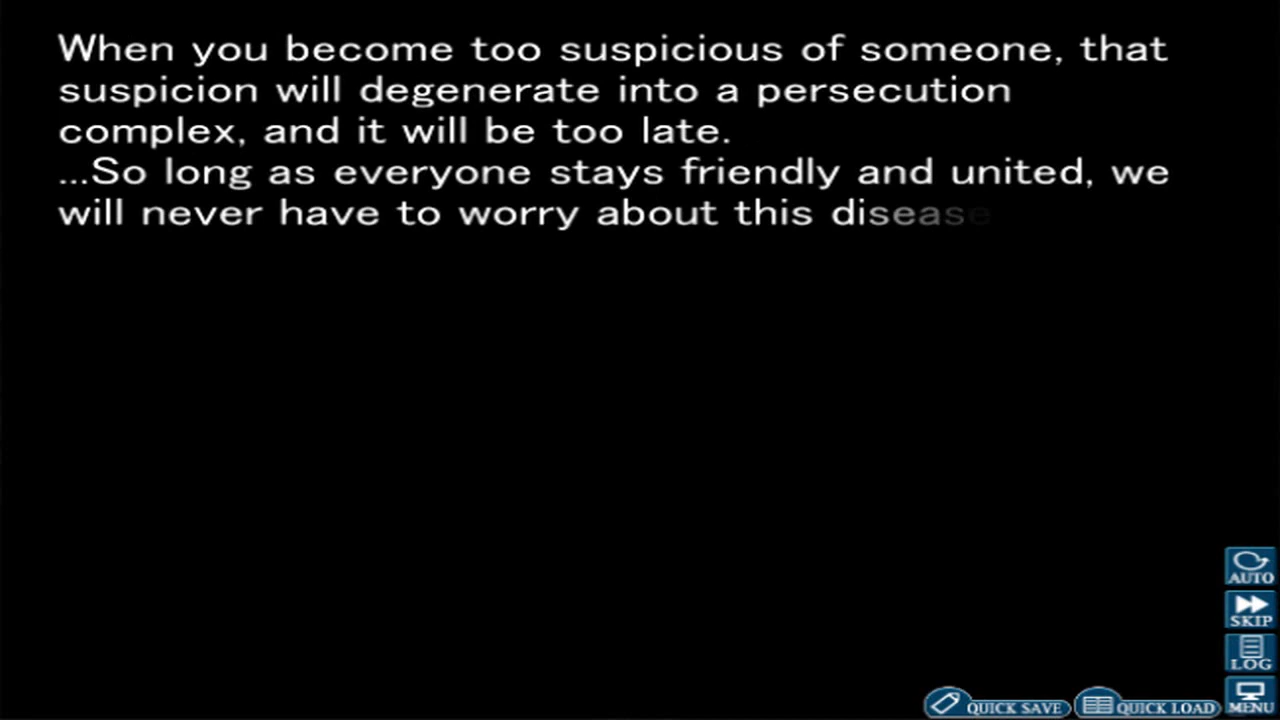 When you become too suspicious of someone, that
suspicion will degenerate into a persecution
complex, and it will be too late.
...So long as everyone stays friendly and united, we
will never have to worry about this disease
AUTO
SKIP
LOG
MENU
QUICK SAVE
QUICK LOAD